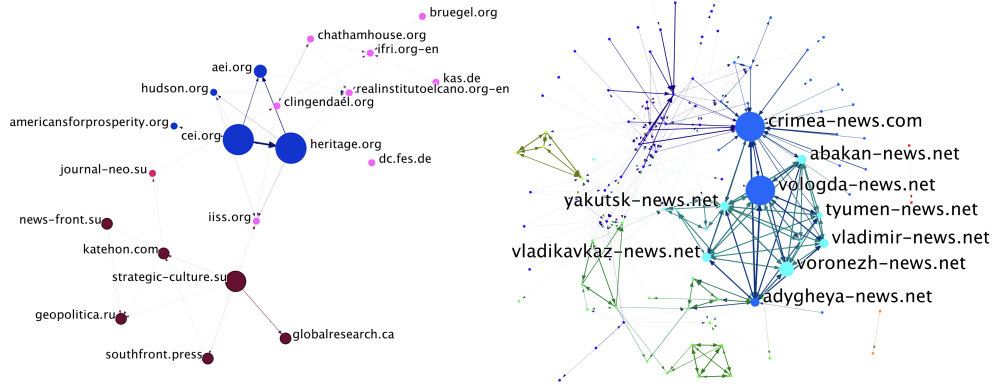 bruegel.org
chathamhouse.org
ifri.org-en
aei.org
kas.de
hudson.org
realinstitutoelcano.org-en
clingendael.org
americansforprosperity.org
cei.org
heritage.org
dc.fes.de
journal-neo.su
iiss.org
news-front.su
katehon.com
strategic-culture.su
geopolitica.ru
globalresearch.ca
southfront.press
crimea-news.com
abakan-news.net
vologda-news.net
yakutsk-news.net
tyumen-news.net
vladimir-news.net
vladikavkaz-news.net
voronezh-news.net
adygheya-news.net